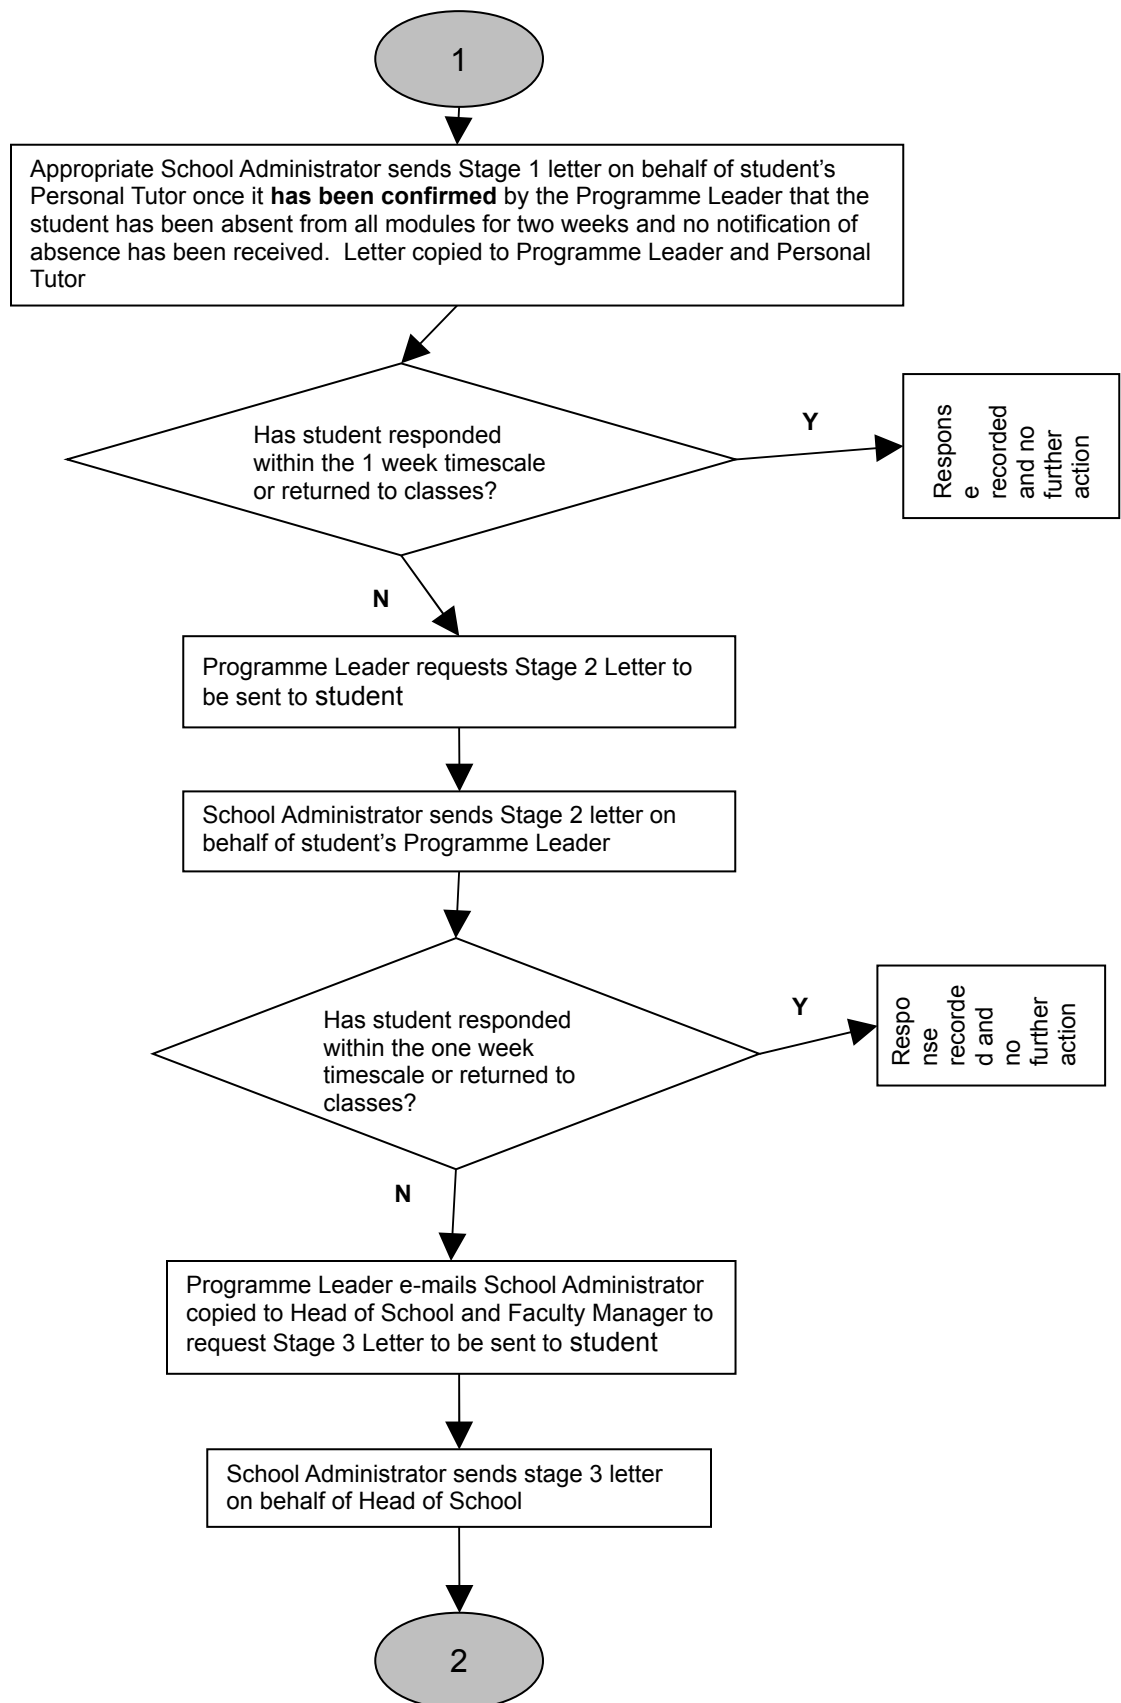 1
Appropriate School Administrator sends Stage 1 letter on behalf of student’s
Personal Tutor once it has been confirmed by the Programme Leader that the
student has been absent from all modules for two weeks and no notification of
absence has been received.  Letter copied to Programme Leader and Personal
Tutor
Has student responded
within the 1 week timescale
or returned to classes?
Y
Respons
e
recorded
and no
further
action
N
Programme Leader requests Stage 2 Letter to
be sent to student
School Administrator sends Stage 2 letter on
behalf of student’s Programme Leader
Has student responded
within the one week
timescale or returned to
classes?
Y
Respo
nse
recorde
d and
no
further
action
N
Programme Leader e-mails School Administrator
copied to Head of School and Faculty Manager to
request Stage 3 Letter to be sent to student
School Administrator sends stage 3 letter
on behalf of Head of School
2